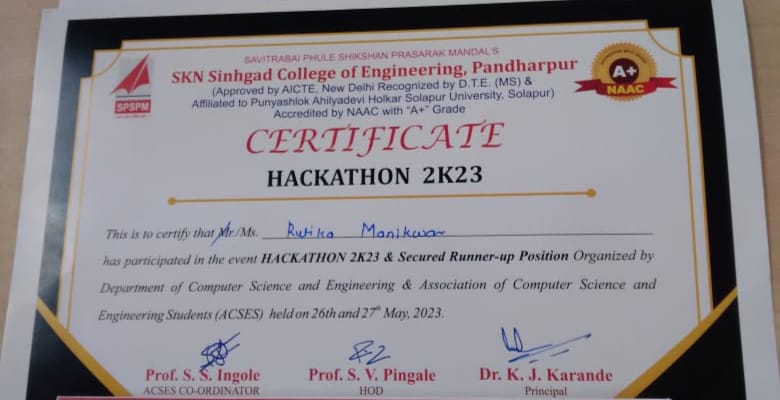 SAVITRIBAI PHULE SHIKSHAN PRASARAK MANDAL'S
SKN Sinhgad College of Engineering, Pandharpur
(Approved by AICTE, New Delhi Recognized by D.T.E. (MS) &
Affiliated to Punyashlok Ahilyadevi Holkar Solapur University, Solapur)
Accredited by NAAC with "A+" Grade
SPSPM
A+
NAAC
CERTIFICATE
HACKATHON 2K23
This is to certify that Mr./Ms. Rutika Manikwar
has participated in the event HACKATHON 2K23 & Secured Runner-up Position Organized by
Department of Computer Science and Engineering & Association of Computer Science and
Engineering Students (ACSES) held on 26th and 27th May, 2023.
Prof. S. S. Ingole Prof. S. V. Pingale Dr. K. J. Karande
ACSES CO-ORDINATOR HOD Principal